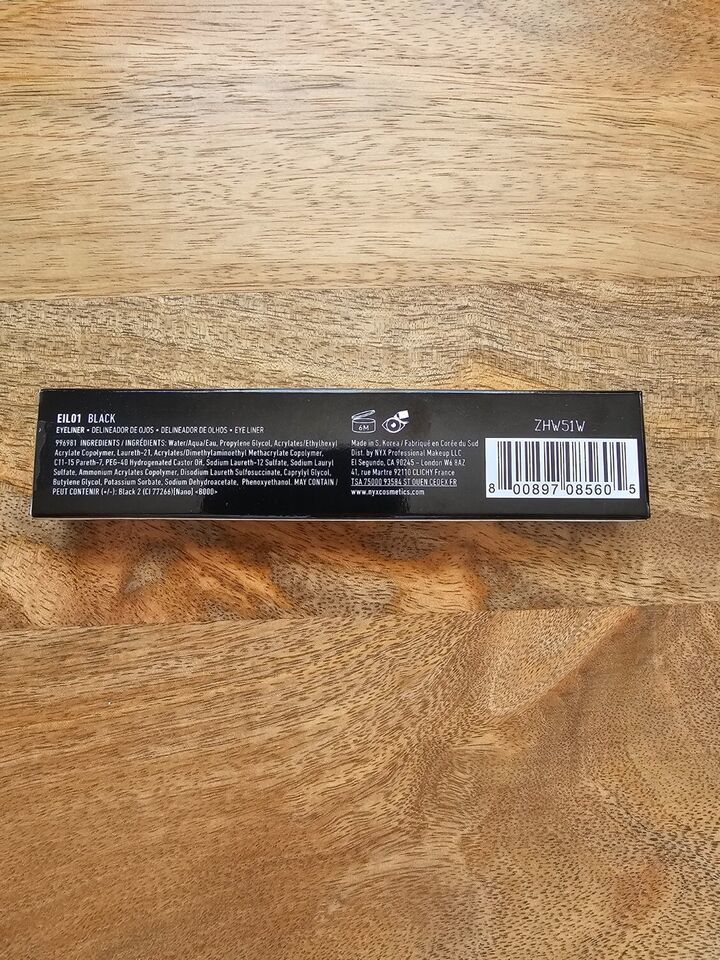 EIL01 BLACK
EYELINER • DELINEADOR DE OJOS • DELINEADOR DE OLHOS • EYE LINER
996981 INGREDIENTS / INGRÉDIENTS: Water/Aqua/Eau, Propylene Glycol, Acrylates/Ethylhexyl
Acrylate Copolymer, Laureth-21, Acrylates/Dimethylaminoethyl Methacrylate Copolymer,
C11-15 Pareth-7, PEG-40 Hydrogenated Castor Oil, Sodium Laureth-12 Sulfate, Sodium Lauryl
Sulfate, Ammonium Acrylates Copolymer, Disodium Laureth Sulfosuccinate, Caprylyl Glycol,
Butylene Glycol, Potassium Sorbate, Sodium Dehydroacetate, Phenoxyethanol. MAY CONTAIN /
PEUT CONTENIR (+/-): Black 2 (CI 77266)[Nano] <B000>
6M
Made in S. Korea / Fabriqué en Corée du Sud
Dist. by NYX Professional Makeup LLC
El Segundo, CA 90245 - London W6 8AZ
41, rue Martre 92110 CLICHY France
TSA 75000 93584 ST OUEN CEDEX FR
www.nyxcosmetics.com
ZHW51W
8 00897 08560 5